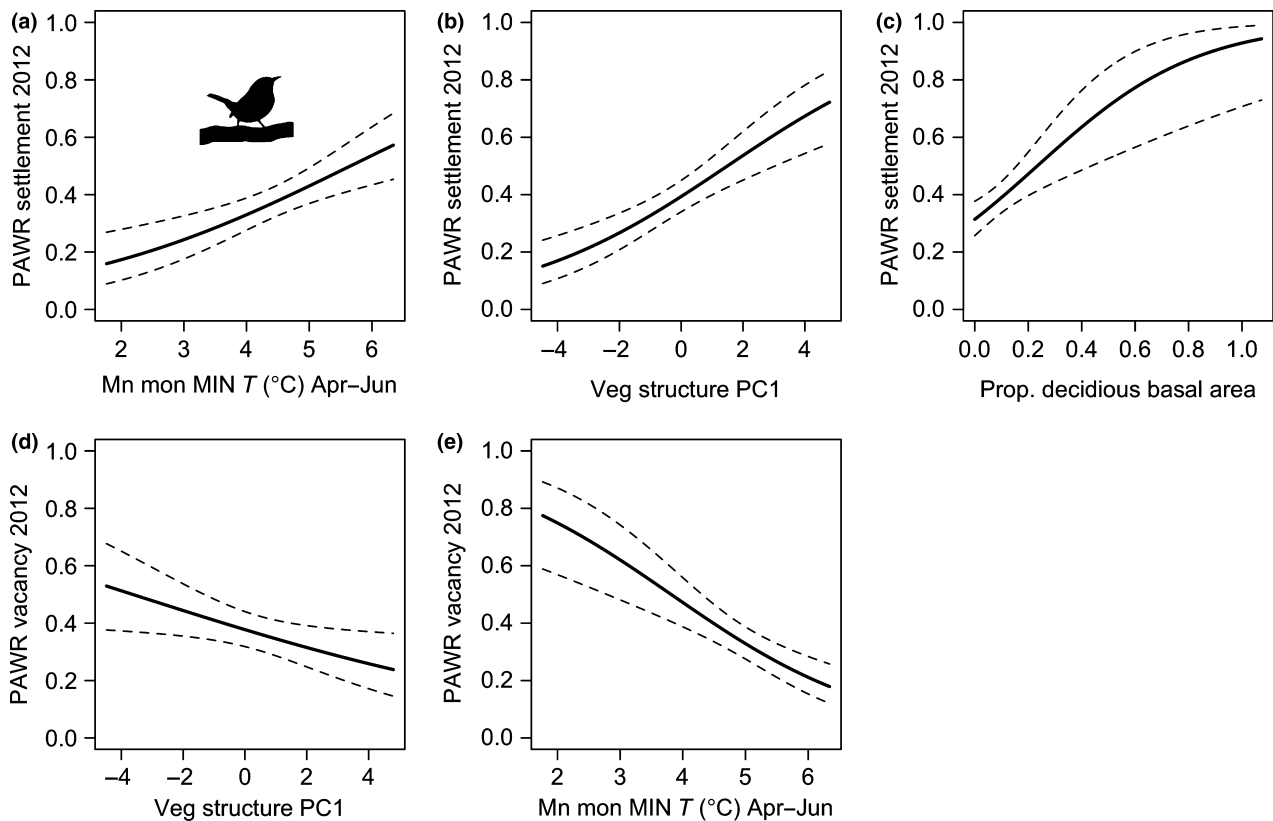 (a)
1.0
0.8
0.6
0.4
0.2
0.0
PAWR settlement 2012
2 3 4 5 6
Mn mon MIN T (°C) Apr–Jun
(b)
1.0
0.8
0.6
0.4
0.2
0.0
PAWR settlement 2012
–4 –2 0 2 4
Veg structure PC1
(c)
1.0
0.8
0.6
0.4
0.2
0.0
PAWR settlement 2012
0.0 0.2 0.4 0.6 0.8 1.0
Prop. decidious basal area
(d)
1.0
0.8
0.6
0.4
0.2
0.0
PAWR vacancy 2012
–4 –2 0 2 4
Veg structure PC1
(e)
1.0
0.8
0.6
0.4
0.2
0.0
PAWR vacancy 2012
2 3 4 5 6
Mn mon MIN T (°C) Apr–Jun